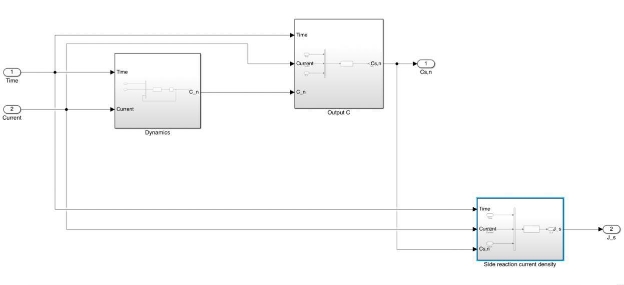 1
Time
2
Current
Time
Current
C_n
Dynamics
Time
Current
C_n
Cs,n
Output C
1
Cs,n
Time
Current
Cs,n
J_s
Side reaction current density
2
J_s